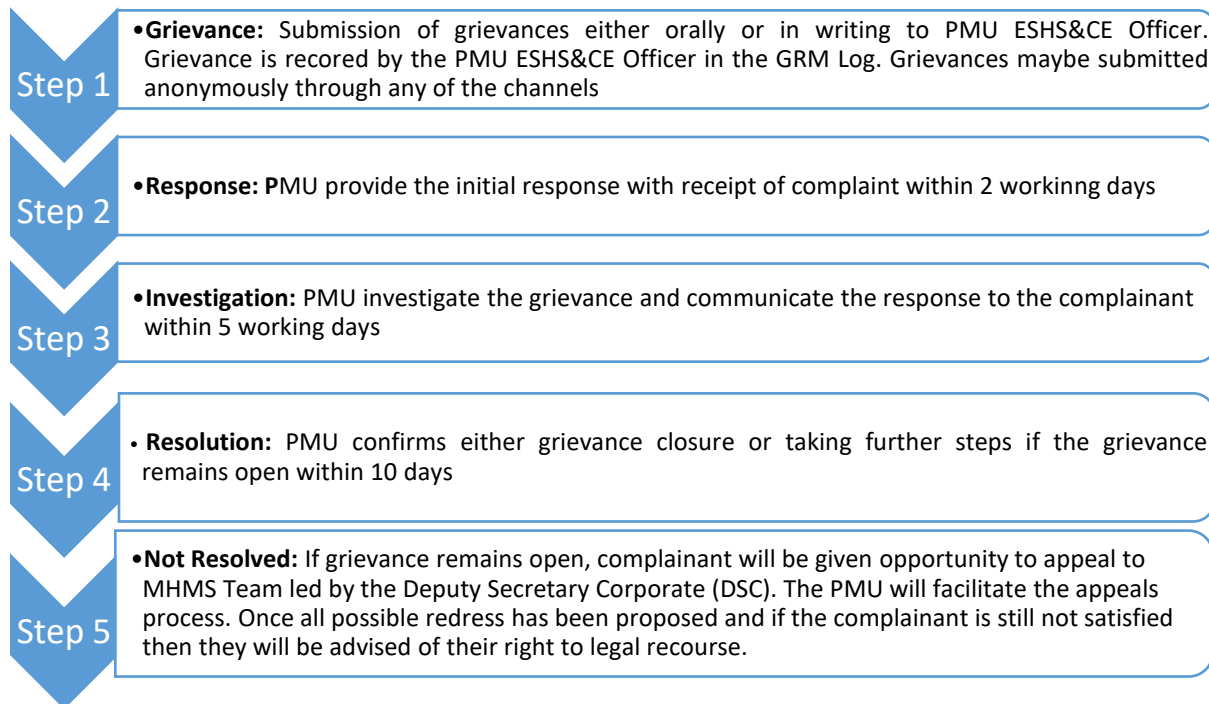 Step 1
•Grievance: Submission of grievances either orally or in writing to PMU ESHS&CE Officer.
Grievance is recored by the PMU ESHS&CE Officer in the GRM Log. Grievances maybe submitted
anonymously through any of the channels
Step 2
•Response: PMU provide the initial response with receipt of complaint within 2 workinng days
Step 3
•Investigation: PMU investigate the grievance and communicate the response to the complainant
within 5 working days
Step 4
• Resolution: PMU confirms either grievance closure or taking further steps if the grievance
remains open within 10 days
Step 5
•Not Resolved: If grievance remains open, complainant will be given opportunity to appeal to
MHMS Team led by the Deputy Secretary Corporate (DSC). The PMU will facilitate the appeals
process. Once all possible redress has been proposed and if the complainant is still not satisfied
then they will be advised of their right to legal recourse.